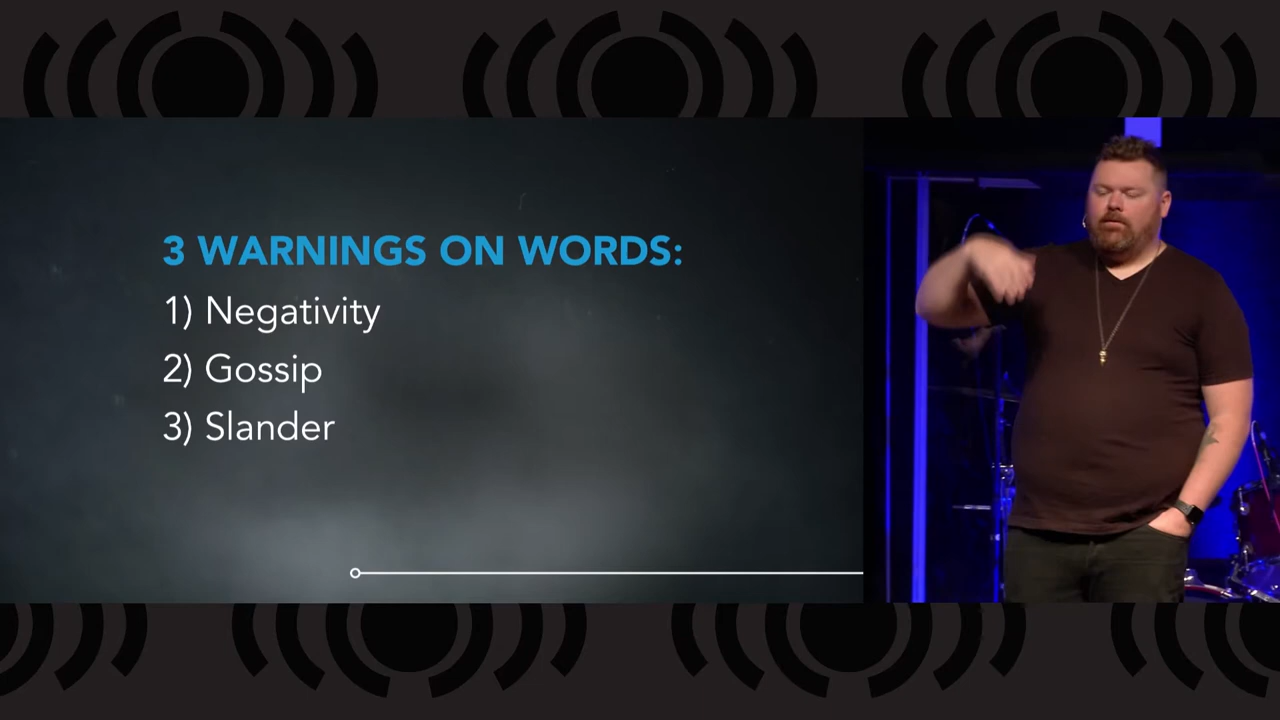 3 WARNINGS ON WORDS:
1) Negativity
2) Gossip
3) Slander